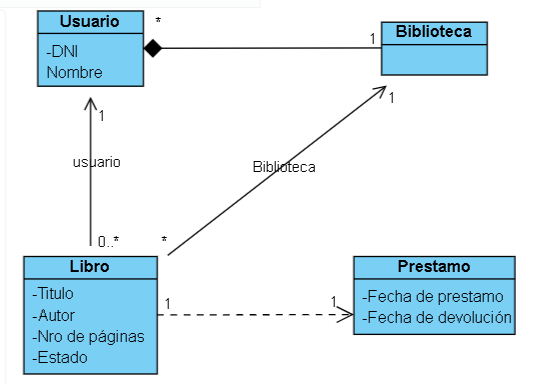 Usuario
-DNI
Nombre
*
1
Biblioteca
1
usuario
0..*
1
Biblioteca
*
Libro
-Titulo
-Autor
-Nro de páginas
-Estado
1
1
Prestamo
-Fecha de prestamo
-Fecha de devolución